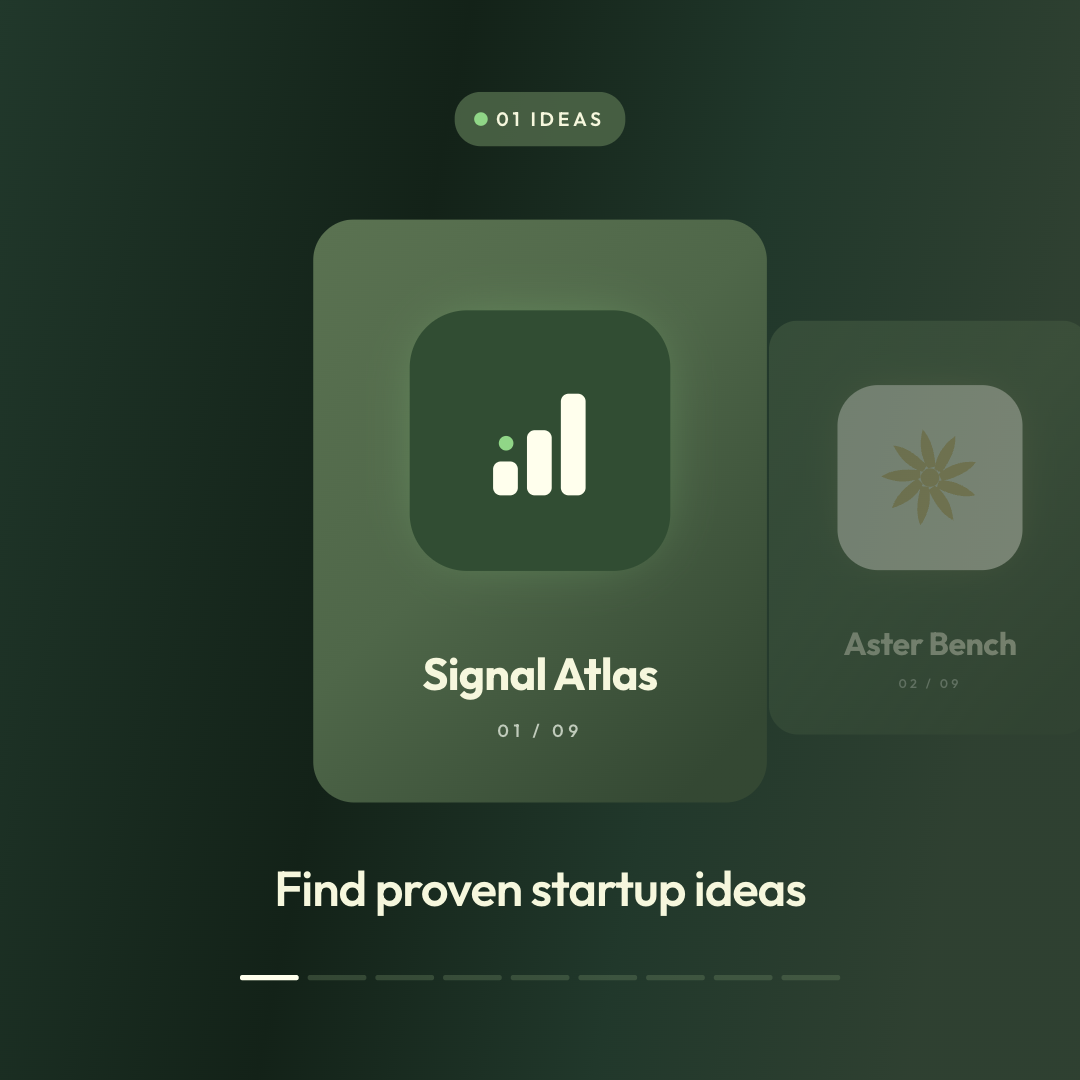 01 IDEAS
Signal Atlas
01 / 09
Aster Bench
02 / 09
Find proven startup ideas